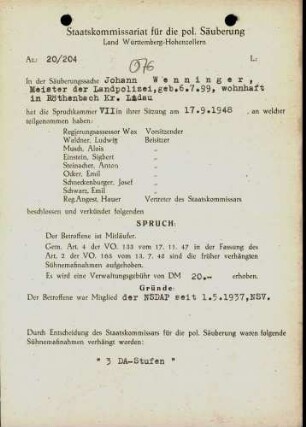 Staatskommissariat für die pol. Säuberung
Land Württemberg-Hohenzollern
Az.: 20/204
L:
076
In der Säuberungssache Johann Wenninger,
Meister der Landpolizei, geb.6.7.99, wohnhaft
in Röthenbach Kr. Lidau
hat die Spruchkammer VII in ihrer Sitzung am 17.9.1948 , an welcher
teilgenommen haben:
Regierungsassessor Wex Vorsitzender
Weidner, Ludwig Beisitzer
Musch, Alois "
Einstein, Sigbert "
Steinacher, Anton "
Ocker, Emil "
Schneckenburger, Josef "
Schwarz, Emil "
Reg.Angest. Hauer Vertreter des Staatskommissars
beschlossen und verkündet folgenden
SPRUCH:
Der Betroffene ist Mitläufer.
Gem. Art. 4 der VO. 133 vom 17. 11. 47 in der Fassung des
Art. 2 der VO. 165 vom 13. 7. 48 sind die früher verhängten
Sühnemaßnahmen aufgehoben.
Es wird eine Verwaltungsgebühr von DM 20.- erhoben.
Gründe:
Der Betroffene war Mitglied der NSDAP seit 1.5.1937, NSV.
Durch Entscheidung des Staatskommissars für die pol. Säuberung waren folgende
Sühnemaßnahmen verhängt worden:
" 3 DA-Stufen "